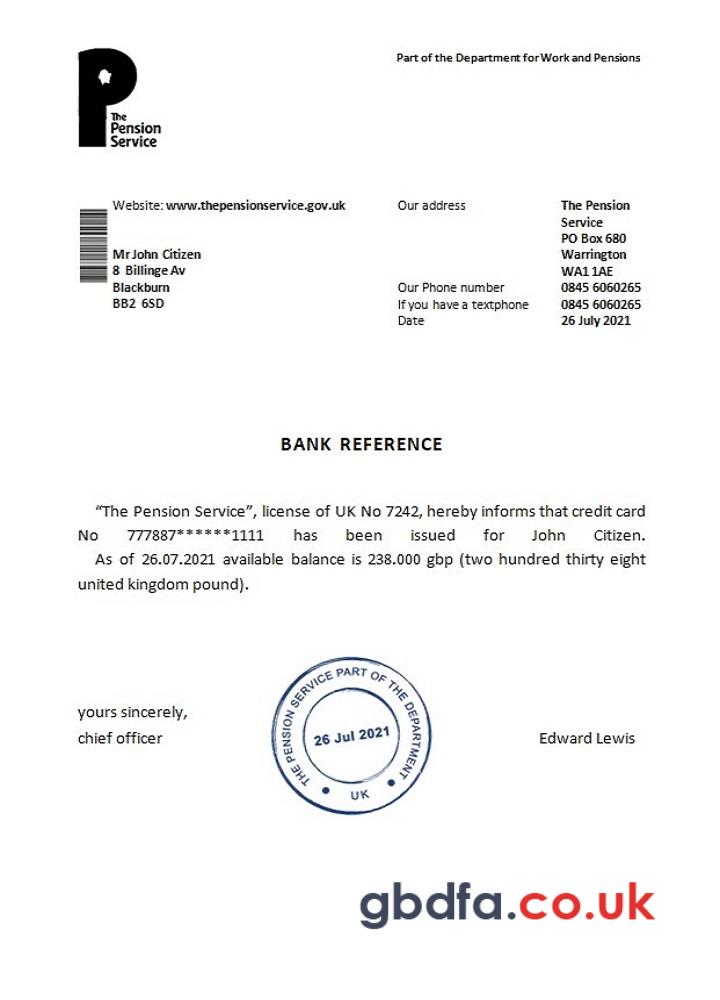 Part of the Department for Work and Pensions
The
Pension
Service
Website: www.thepensionservice.gov.uk
Mr John Citizen
8 Billinge Av
Blackburn
BB2 6SD
Our address
The Pension
Service
PO Box 680
Warrington
WA1 1AE
Our Phone number 0845 6060265
If you have a textphone 0845 6060265
Date 26 July 2021
BANK REFERENCE
“The Pension Service”, license of UK No 7242, hereby informs that credit card
No 777887******1111 has been issued for John Citizen.
As of 26.07.2021 available balance is 238.000 gbp (two hundred thirty eight
united kingdom pound).
yours sincerely,
chief officer
THE PENSION SERVICE PART OF THE DEPARTMENT
26 Jul 2021
UK
Edward Lewis
gbdfa.co.uk